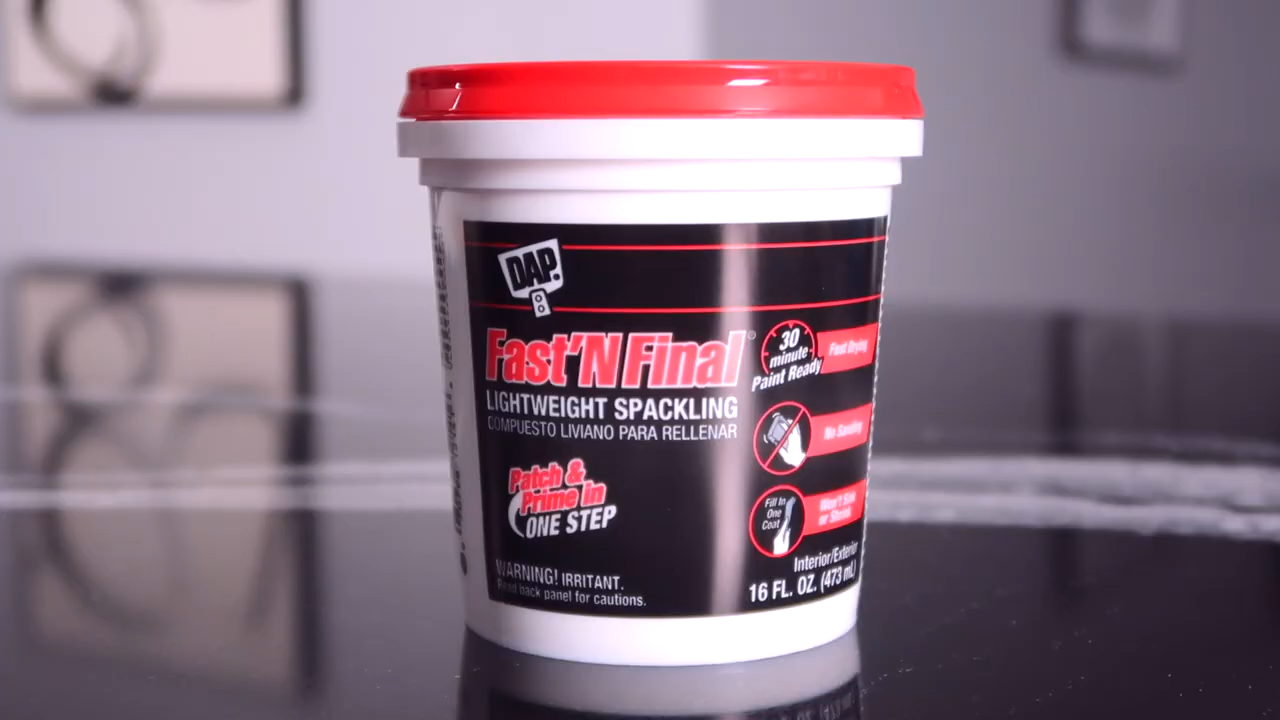 DAP.
Fast'N Final®
LIGHTWEIGHT SPACKLING
COMPUESTO LIVIANO PARA RELLENAR
30
minute
Paint Ready
Fast Drying
No Sanding
Fill In
One
Coat
Won't Sink
or Shrink
Patch &
Prime in
ONE STEP
WARNING! IRRITANT.
Read back panel for cautions.
Interior/Exterior
16 FL. OZ. (473 mL)